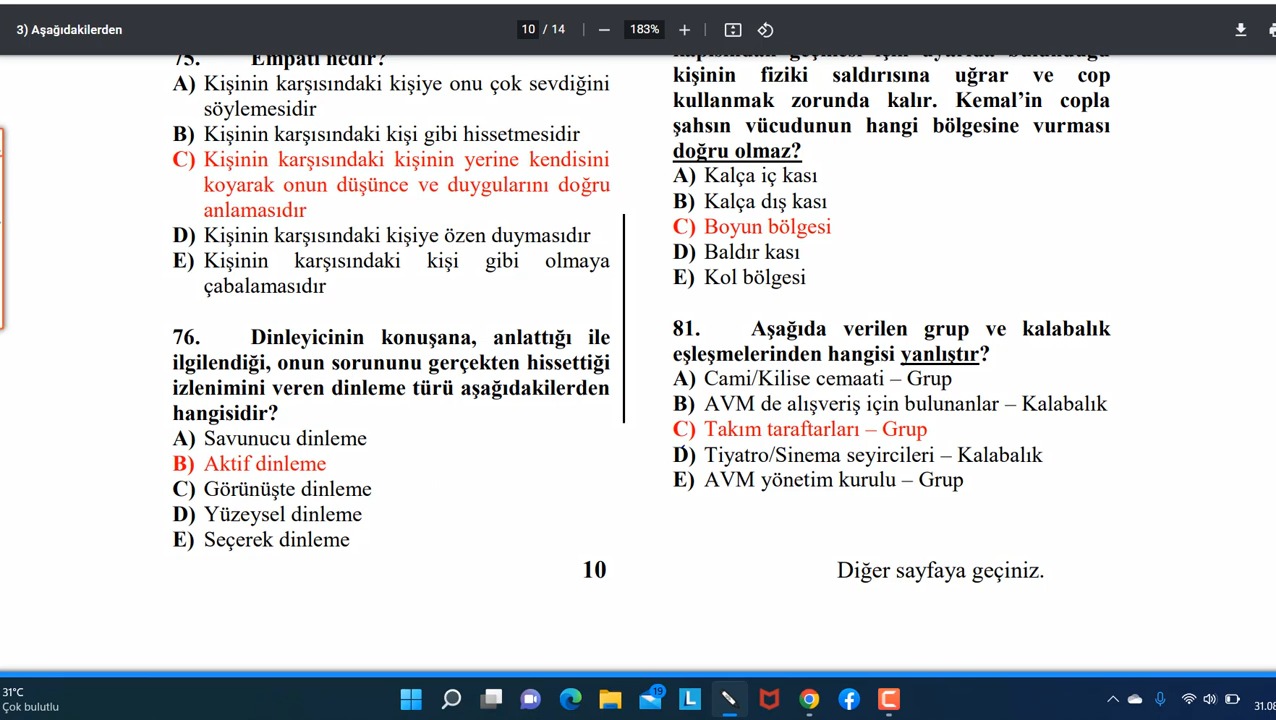 3) Aşağıdakilerden
10 / 14
183%
75. Empati nedir?
A) Kişinin karşısındaki kişiye onu çok sevdiğini
söylemesidir
B) Kişinin karşısındaki kişi gibi hissetmesidir
C) Kişinin karşısındaki kişinin yerine kendisini
koyarak onun düşünce ve duygularını doğru
anlamasıdır
D) Kişinin karşısındaki kişiye özen duymasıdır
E) Kişinin karşısındaki kişi gibi olmaya
çabalamasıdır
76. Dinleyicinin konuşana, anlattığı ile
ilgilendiği, onun sorununu gerçekten hissettiği
izlenimini veren dinleme türü aşağıdakilerden
hangisidir?
A) Savunucu dinleme
B) Aktif dinleme
C) Görünüşte dinleme
D) Yüzeysel dinleme
E) Seçerek dinleme
kişinin fiziki saldırısına uğrar ve cop
kullanmak zorunda kalır. Kemal’in copla
şahsın vücudunun hangi bölgesine vurması
doğru olmaz?
A) Kalça iç kası
B) Kalça dış kası
C) Boyun bölgesi
D) Baldır kası
E) Kol bölgesi
81. Aşağıda verilen grup ve kalabalık
eşleşmelerinden hangisi yanlıştır?
A) Cami/Kilise cemaati – Grup
B) AVM de alışveriş için bulunanlar – Kalabalık
C) Takım taraftarları – Grup
D) Tiyatro/Sinema seyircileri – Kalabalık
E) AVM yönetim kurulu – Grup
10
Diğer sayfaya geçiniz.
31°C
Çok bulutlu
19
31.08